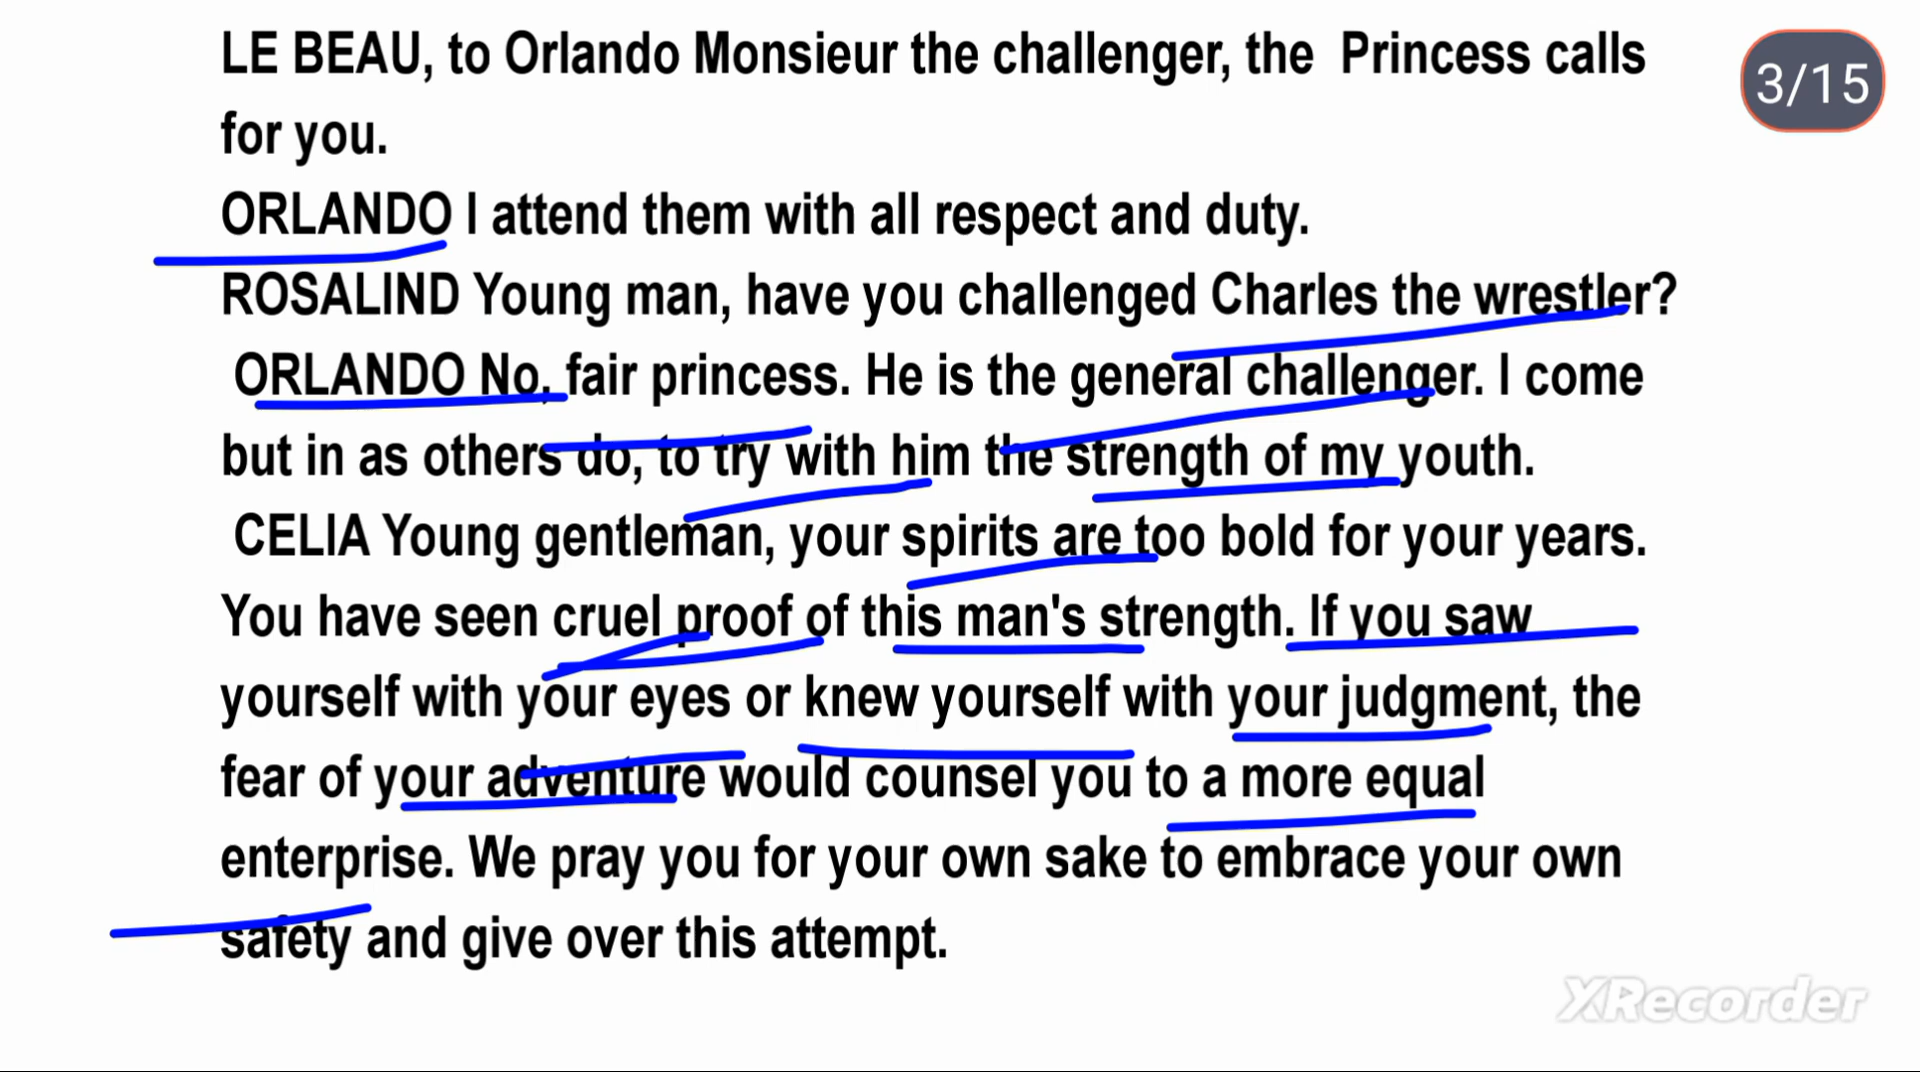 LE BEAU, to Orlando Monsieur the challenger, the Princess calls
for you.
ORLANDO I attend them with all respect and duty.
ROSALIND Young man, have you challenged Charles the wrestler?
ORLANDO No, fair princess. He is the general challenger. I come
but in as others do, to try with him the strength of my youth.
CELIA Young gentleman, your spirits are too bold for your years.
You have seen cruel proof of this man's strength. If you saw
yourself with your eyes or knew yourself with your judgment, the
fear of your adventure would counsel you to a more equal
enterprise. We pray you for your own sake to embrace your own
safety and give over this attempt.
3/15
XRecorder